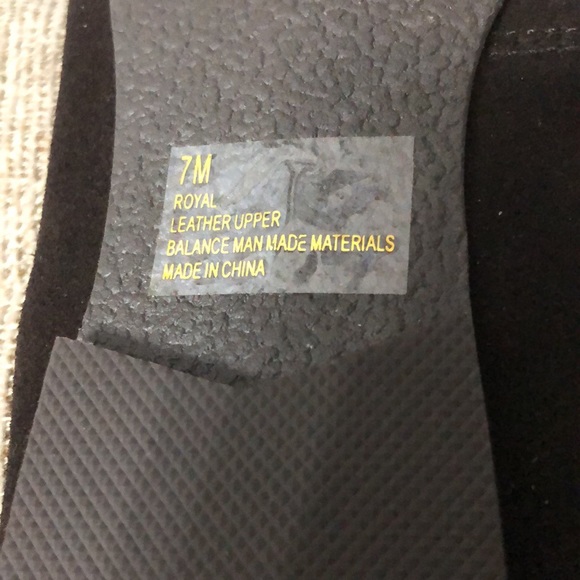 7M
ROYAL
LEATHER UPPER
BALANCE MAN MADE MATERIALS
MADE IN CHINA